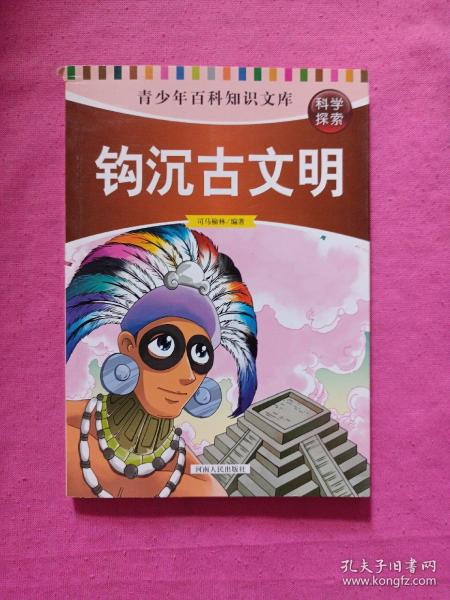 青少年百科知识文库
科学
探索
钩沉古文明
司马榆林/编著
河南人民出版社
孔夫子旧书网
www.kongfz.com